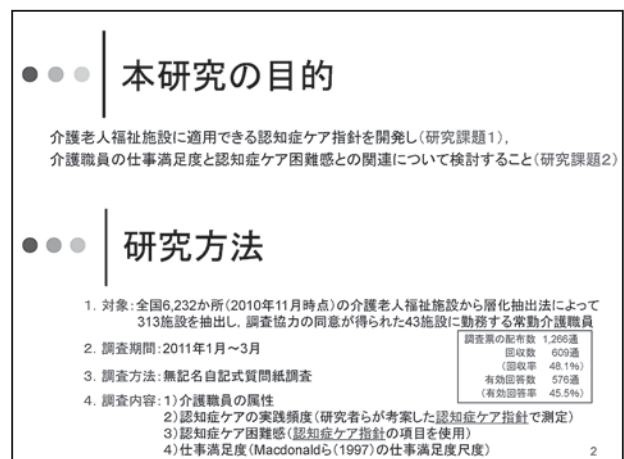 本研究の目的
介護老人福祉施設に適用できる認知症ケア指針を開発し(研究課題1),
介護職員の仕事満足度と認知症ケア困難感との関連について検討すること(研究課題2)
研究方法
1. 対象:全国6,232か所(2010年11月時点)の介護老人福祉施設から層化抽出法によって
313施設を抽出し, 調査協力の同意が得られた43施設に勤務する常勤介護職員
2. 調査期間:2011年1月~3月
3. 調査方法:無記名自記式質問紙調査
4. 調査内容:1)介護職員の属性
2)認知症ケアの実践頻度(研究者らが考案した認知症ケア指針で測定)
3)認知症ケア困難感(認知症ケア指針の項目を使用)
4)仕事満足度(Macdonaldら(1997)の仕事満足度尺度)
調査票の配布数 1,266通
回収数 609通
(回収率 48.1%)
有効回答数 576通
(有効回答率 45.5%)
2